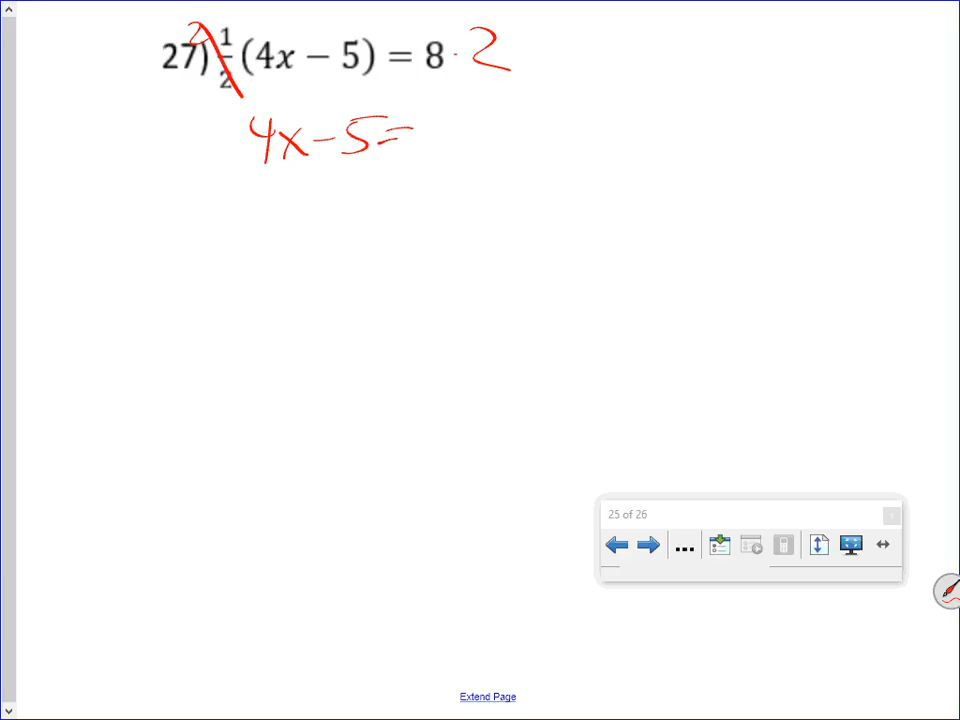 27) 2 1/2 (4x − 5) = 8 · 2
4x − 5 =
25 of 26
...
Extend Page